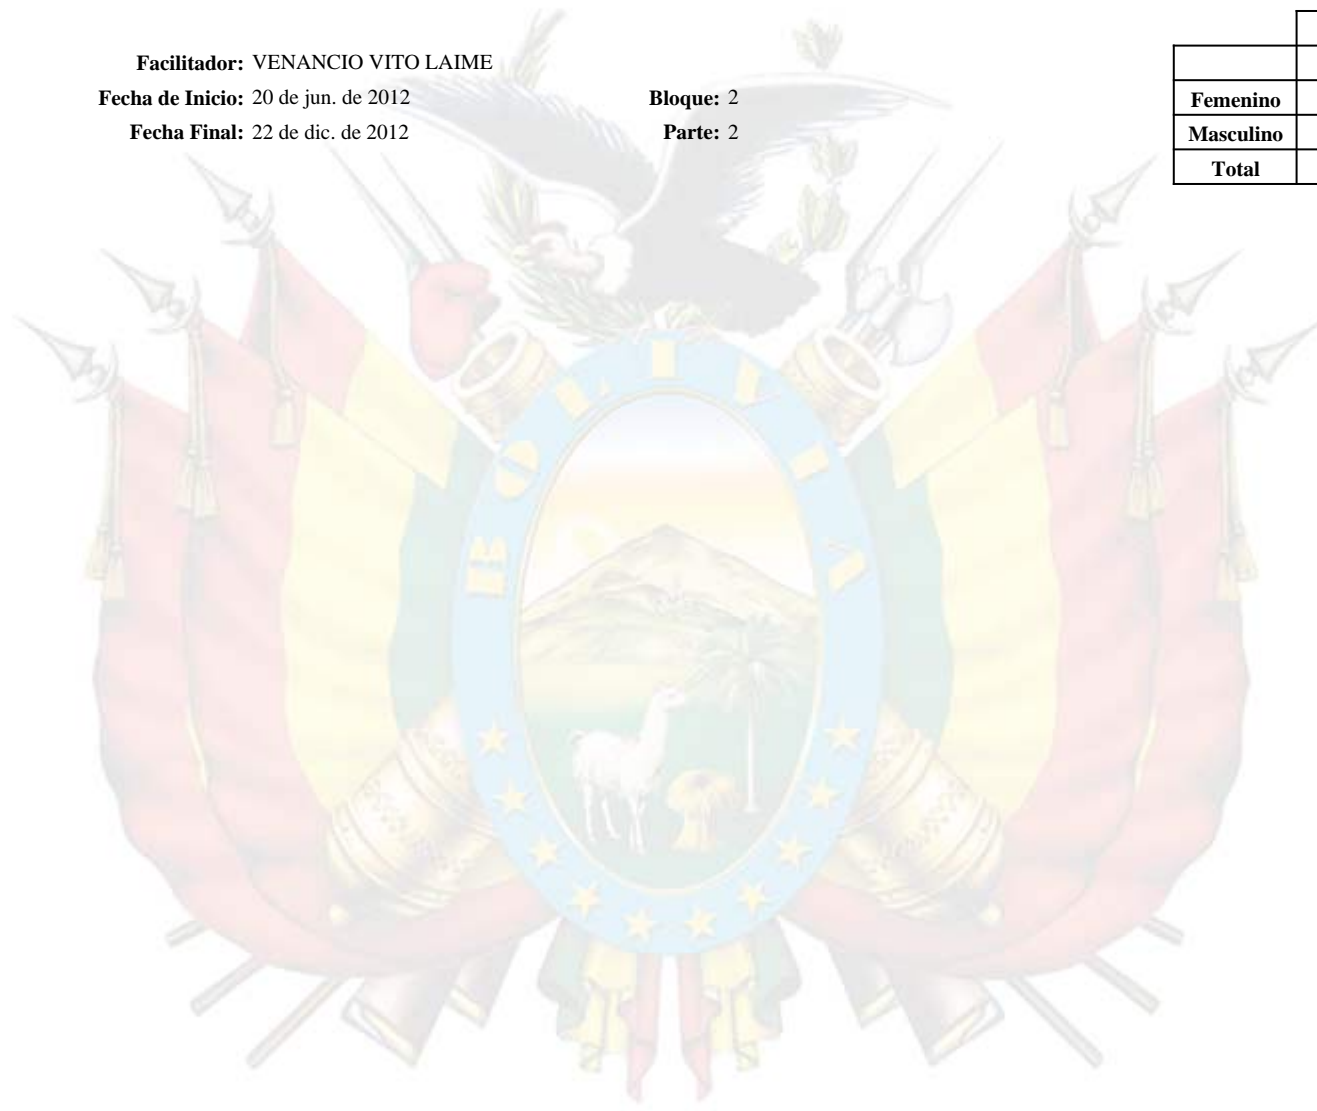 Facilitador: VENANCIO VITO LAIME
Fecha de Inicio: 20 de jun. de 2012
Bloque: 2
Fecha Final: 22 de dic. de 2012
Parte: 2
Femenino
Masculino
Total
BOLIVIA